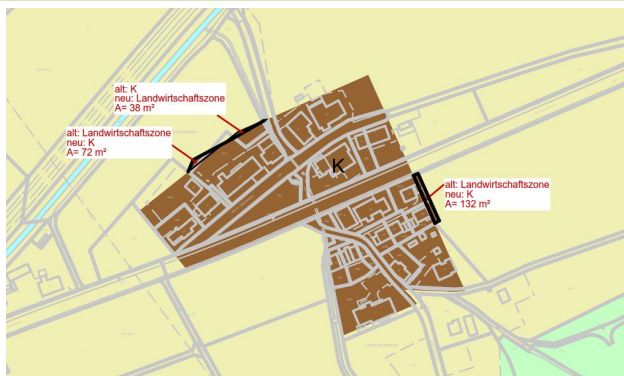 alt: K
neu: Landwirtschaftszone
A= 38 m²
alt: Landwirtschaftszone
neu: K
A= 72 m²
K
alt: Landwirtschaftszone
neu: K
A= 132 m²